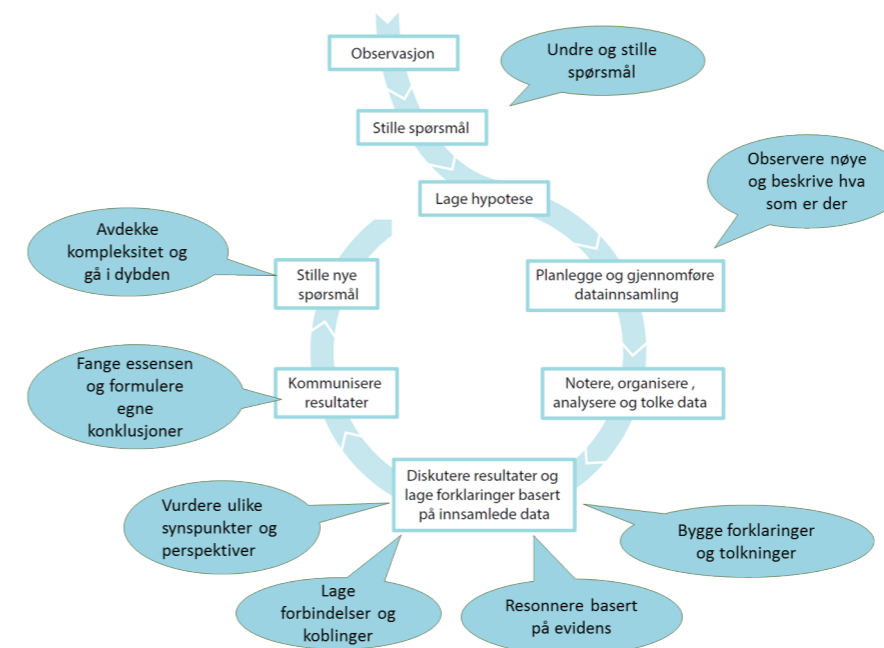 Observasjon
Undre og stille
spørsmål
Stille spørsmål
Lage hypotese
Observere nøye
og beskrive hva
som er der
Avdekke
kompleksitet og
gå i dybden
Stille nye
spørsmål
Planlegge og gjennomføre
datainnsamling
Fange essensen
og formulere
egne
konklusjoner
Kommunisere
resultater
Notere, organisere ,
analysere og tolke data
Diskutere resultater og
lage forklaringer basert
på innsamlede data
Vurdere ulike
synspunkter og
perspektiver
Bygge forklaringer
og tolkninger
Lage
forbindelser og
koblinger
Resonnere basert
på evidens